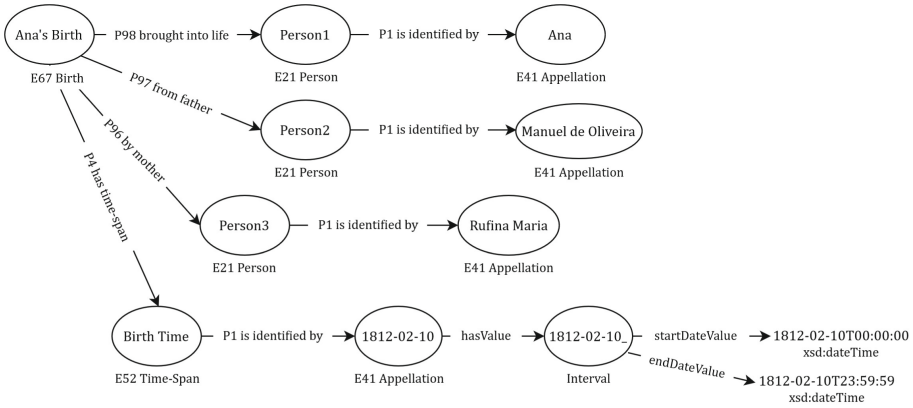 Ana's Birth
P98 brought into life
Person1
P1 is identified by
Ana
E67 Birth
E21 Person
E41 Appellation
P97 from father
Person2
P1 is identified by
Manuel de Oliveira
E21 Person
E41 Appellation
P96 by mother
Person3
P1 is identified by
Rufina Maria
E21 Person
E41 Appellation
P4 has time-span
Birth Time
P1 is identified by
1812-02-10
hasValue
1812-02-10_
startDateValue
1812-02-10T00:00:00
xsd:dateTime
E52 Time-Span
E41 Appellation
Interval
endDateValue
1812-02-10T23:59:59
xsd:dateTime